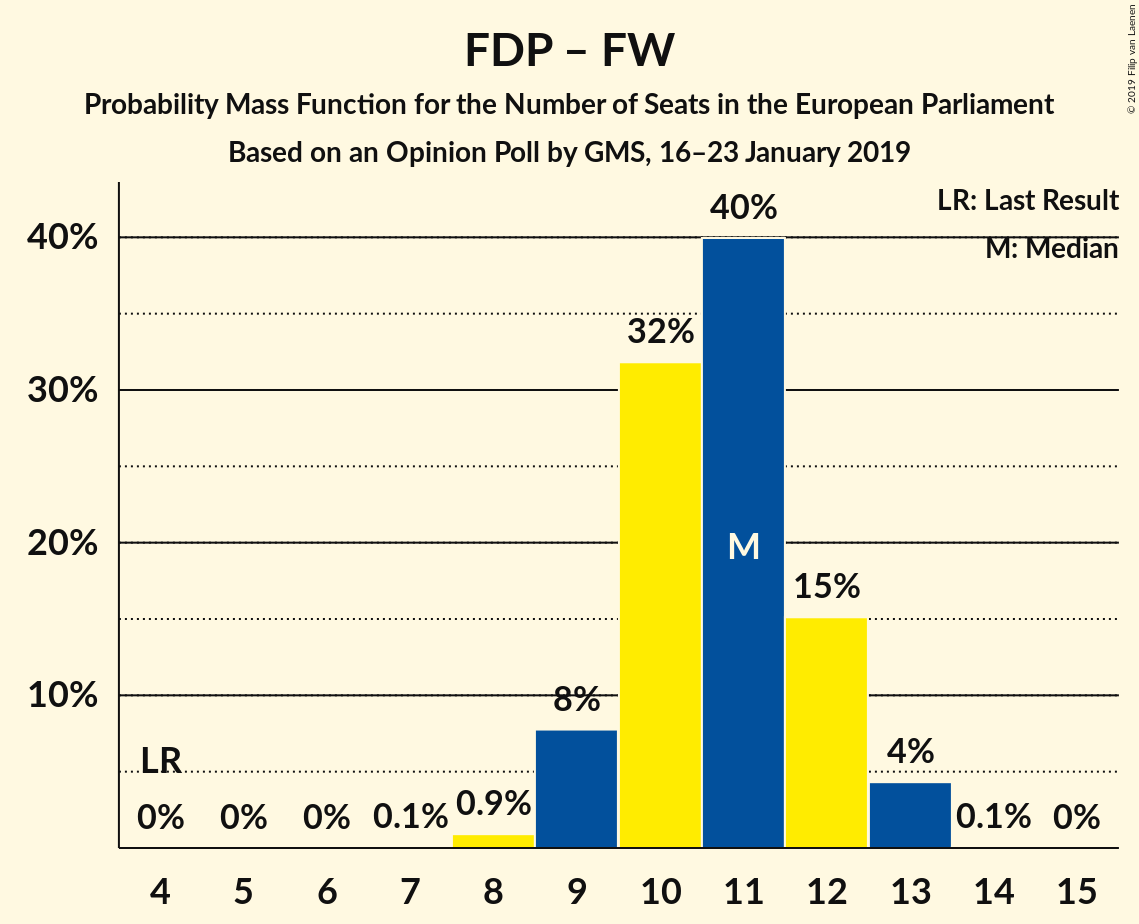 FDP – FW
Probability Mass Function for the Number of Seats in the European Parliament
Based on an Opinion Poll by GMS, 16–23 January 2019
© 2019 Filip van Laenen
LR: Last Result
M: Median
40%
30%
20%
10%
LR
0%
0%
0%
0.1%
0.9%
8%
32%
40%
M
15%
4%
0.1%
0%
4 5 6 7 8 9 10 11 12 13 14 15